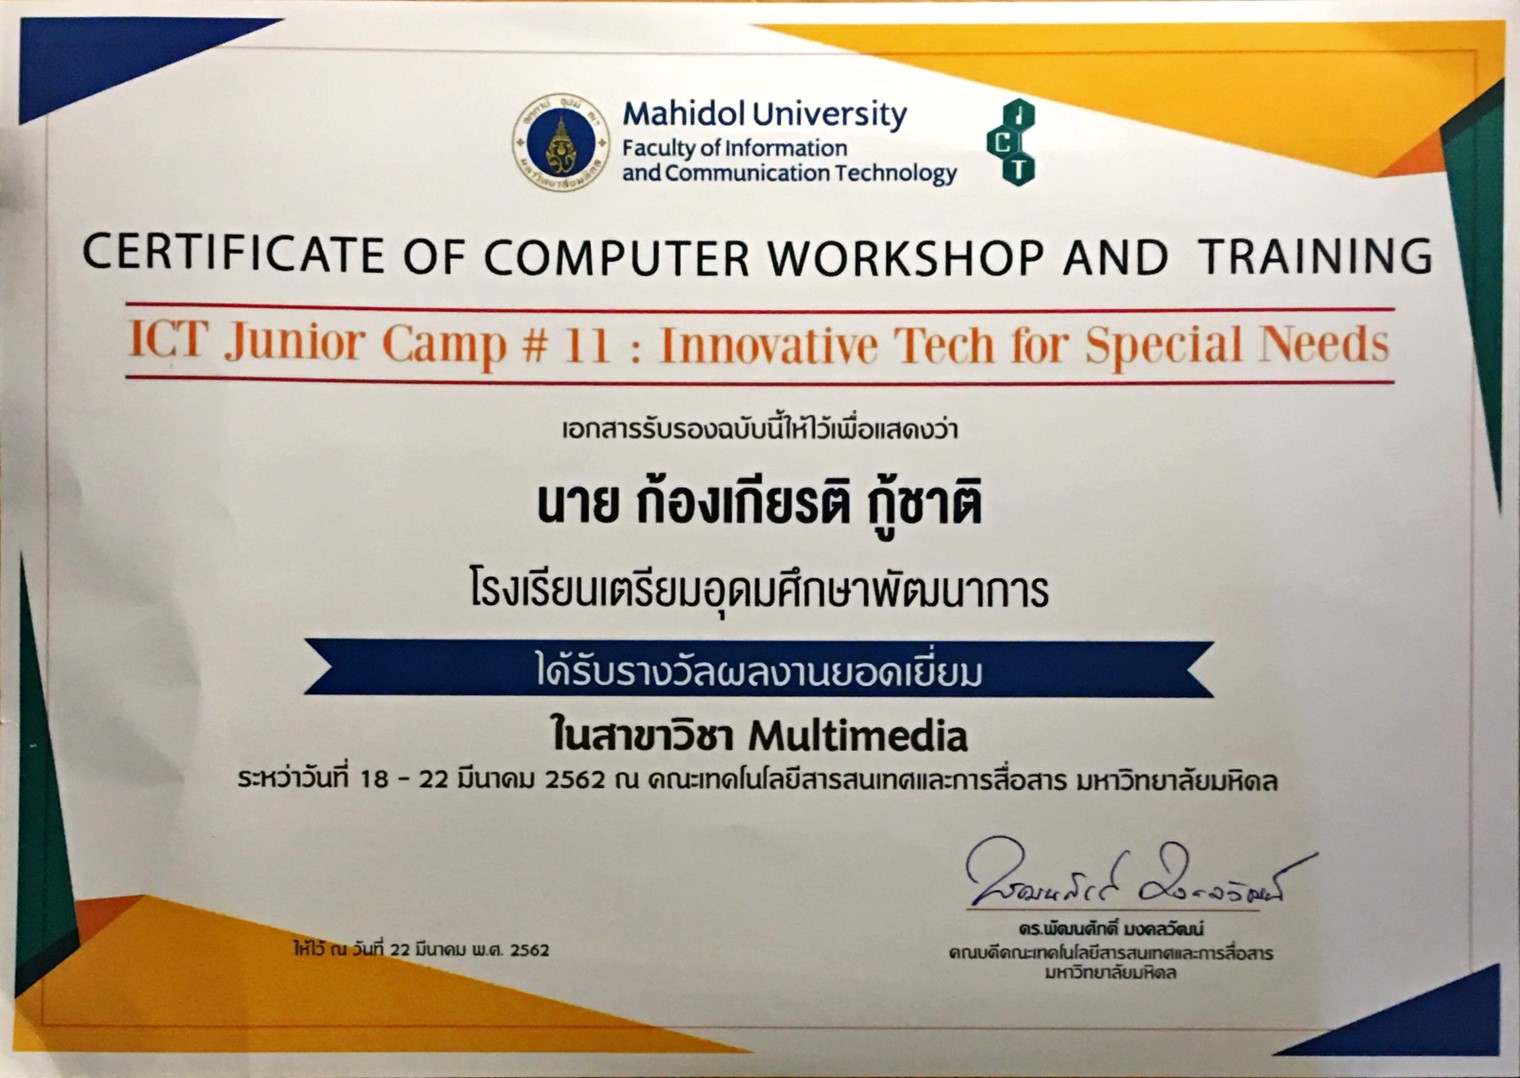 Mahidol University
Faculty of Information
and Communication Technology
I
C
T
CERTIFICATE OF COMPUTER WORKSHOP AND TRAINING
ICT Junior Camp # 11 : Innovative Tech for Special Needs
เอกสารรับรองฉบับนี้ให้ไว้เพื่อแสดงว่า
นาย ก้องเกียรติ กู้ชาติ
โรงเรียนเตรียมอุดมศึกษาพัฒนาการ
ได้รับรางวัลผลงานยอดเยี่ยม
ในสาขาวิชา Multimedia
ระหว่าวันที่ 18 - 22 มีนาคม 2562 ณ คณะเทคโนโลยีสารสนเทศและการสื่อสาร มหาวิทยาลัยมหิดล
ดร.พัฒนศักดิ์ มงคลวัฒน์
คณบดีคณะเทคโนโลยีสารสนเทศและการสื่อสาร
มหาวิทยาลัยมหิดล
ให้ไว้ ณ วันที่ 22 มีนาคม พ.ศ. 2562